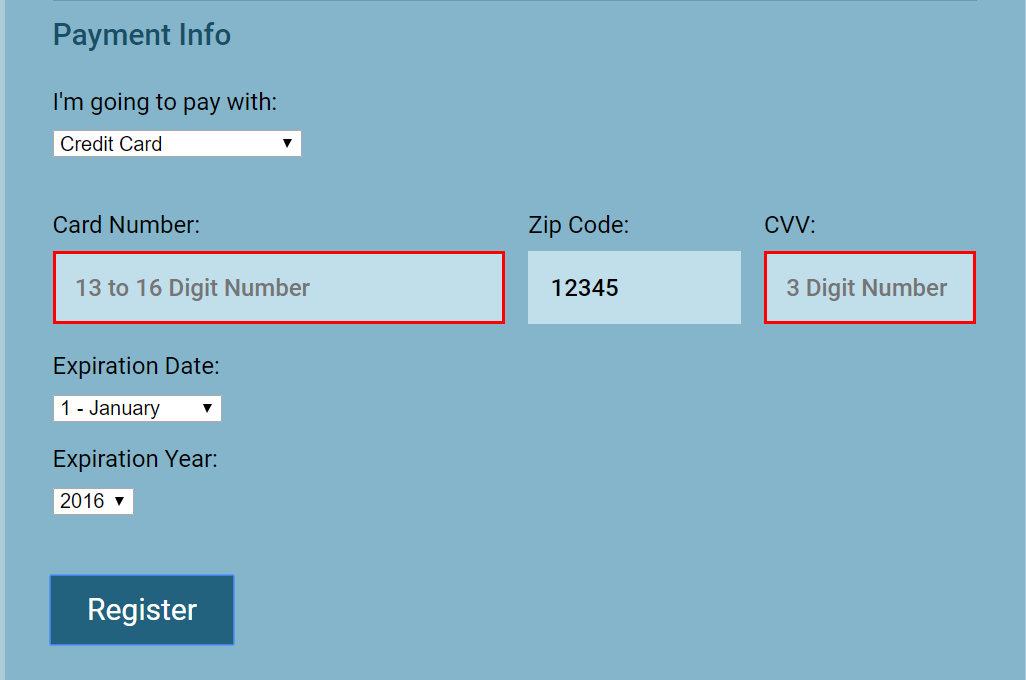 Payment Info
I'm going to pay with:
Credit Card
Card Number: Zip Code: CVV:
13 to 16 Digit Number 12345 3 Digit Number
Expiration Date:
1 - January
Expiration Year:
2016
Register